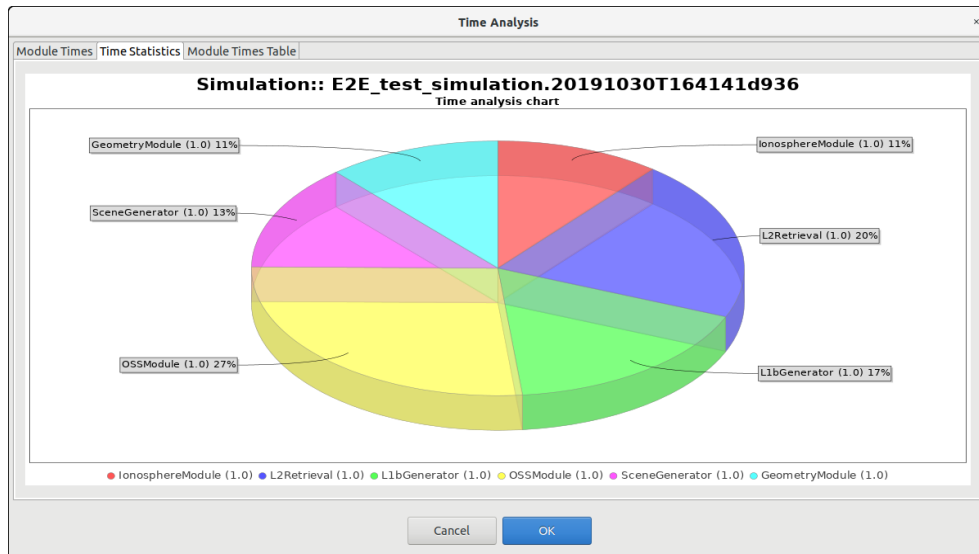 Time Analysis ×
Module Times Time Statistics Module Times Table
Simulation:: E2E_test_simulation.20191030T164141d936
Time analysis chart
GeometryModule (1.0) 11%
IonosphereModule (1.0) 11%
SceneGenerator (1.0) 13%
L2Retrieval (1.0) 20%
OSSModule (1.0) 27%
L1bGenerator (1.0) 17%
IonosphereModule (1.0) L2Retrieval (1.0) L1bGenerator (1.0) OSSModule (1.0) SceneGenerator (1.0) GeometryModule (1.0)
Cancel OK